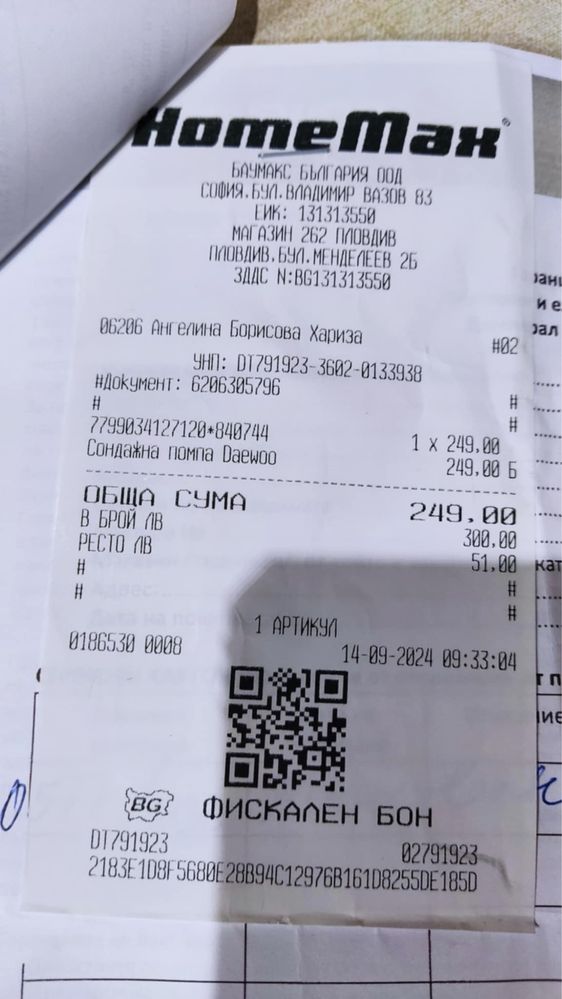 HomeMax®
БАУМАКС БЪЛГАРИЯ ООД
СОФИЯ.БУЛ.ВЛАДИМИР ВАЗОВ 83
ЕИК: 131313550
МАГАЗИН 262 ПЛОВДИВ
ПЛОВДИВ.БУЛ.МЕНДЕЛЕЕВ 2Б
ЗДДС N:BG131313550
06206 Ангелина Борисова Хариза #02
УНП: DT791923-3602-0133938
#Документ: 6206305796 #
# #
7799034127120*840744 1 x 249,00
Сондажна помпа Daewoo 249,00 Б
ОБЩА СУМА 249,00
В БРОЙ ЛВ 300,00
РЕСТО ЛВ 51,00
# #
# #
1 АРТИКУЛ
0186530 0008 14-09-2024 09:33:04
BG ФИСКАЛЕН БОН
DT791923 02791923
2183E1D8F5680E28B94C12976B161D8255DE185D